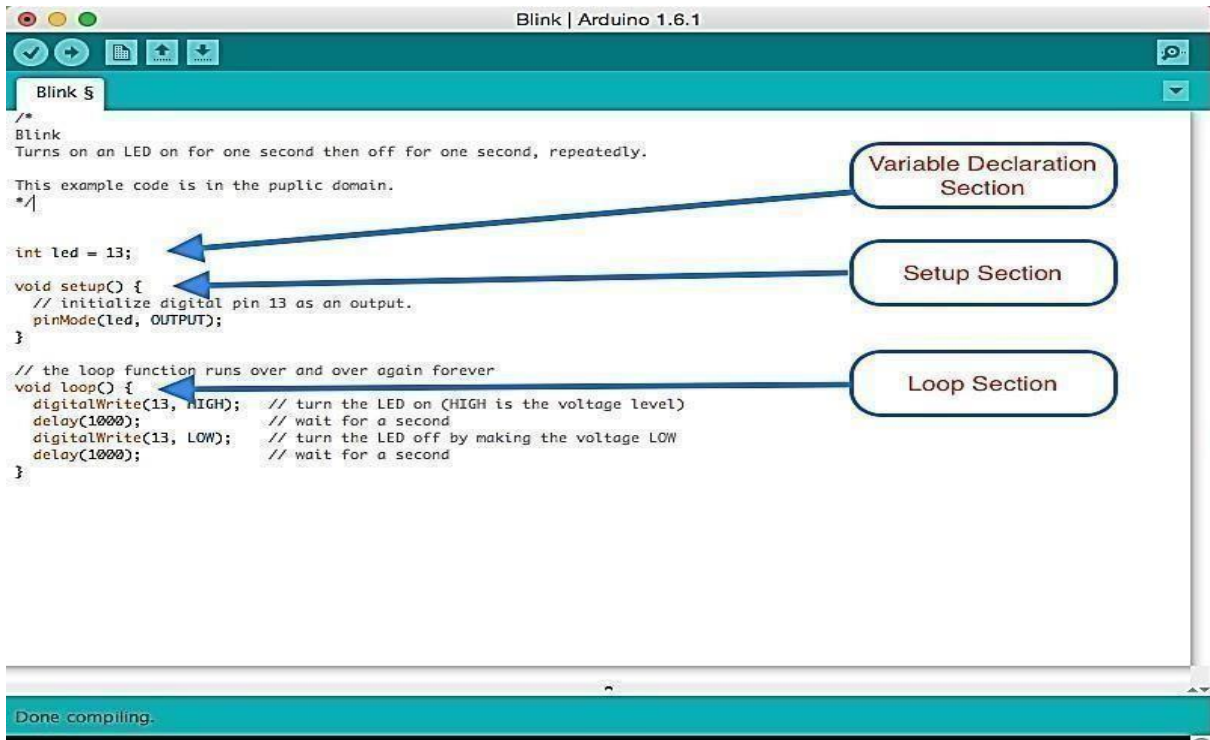 Blink | Arduino 1.6.1
Blink §
/*
Blink
Turns on an LED on for one second then off for one second, repeatedly.
This example code is in the puplic domain.
*/
int led = 13;
void setup() {
// initialize digital pin 13 as an output.
pinMode(led, OUTPUT);
}
// the loop function runs over and over again forever
void loop() {
digitalWrite(13, HIGH); // turn the LED on (HIGH is the voltage level)
delay(1000); // wait for a second
digitalWrite(13, LOW); // turn the LED off by making the voltage LOW
delay(1000); // wait for a second
}
Variable Declaration
Section
Setup Section
Loop Section
Done compiling.